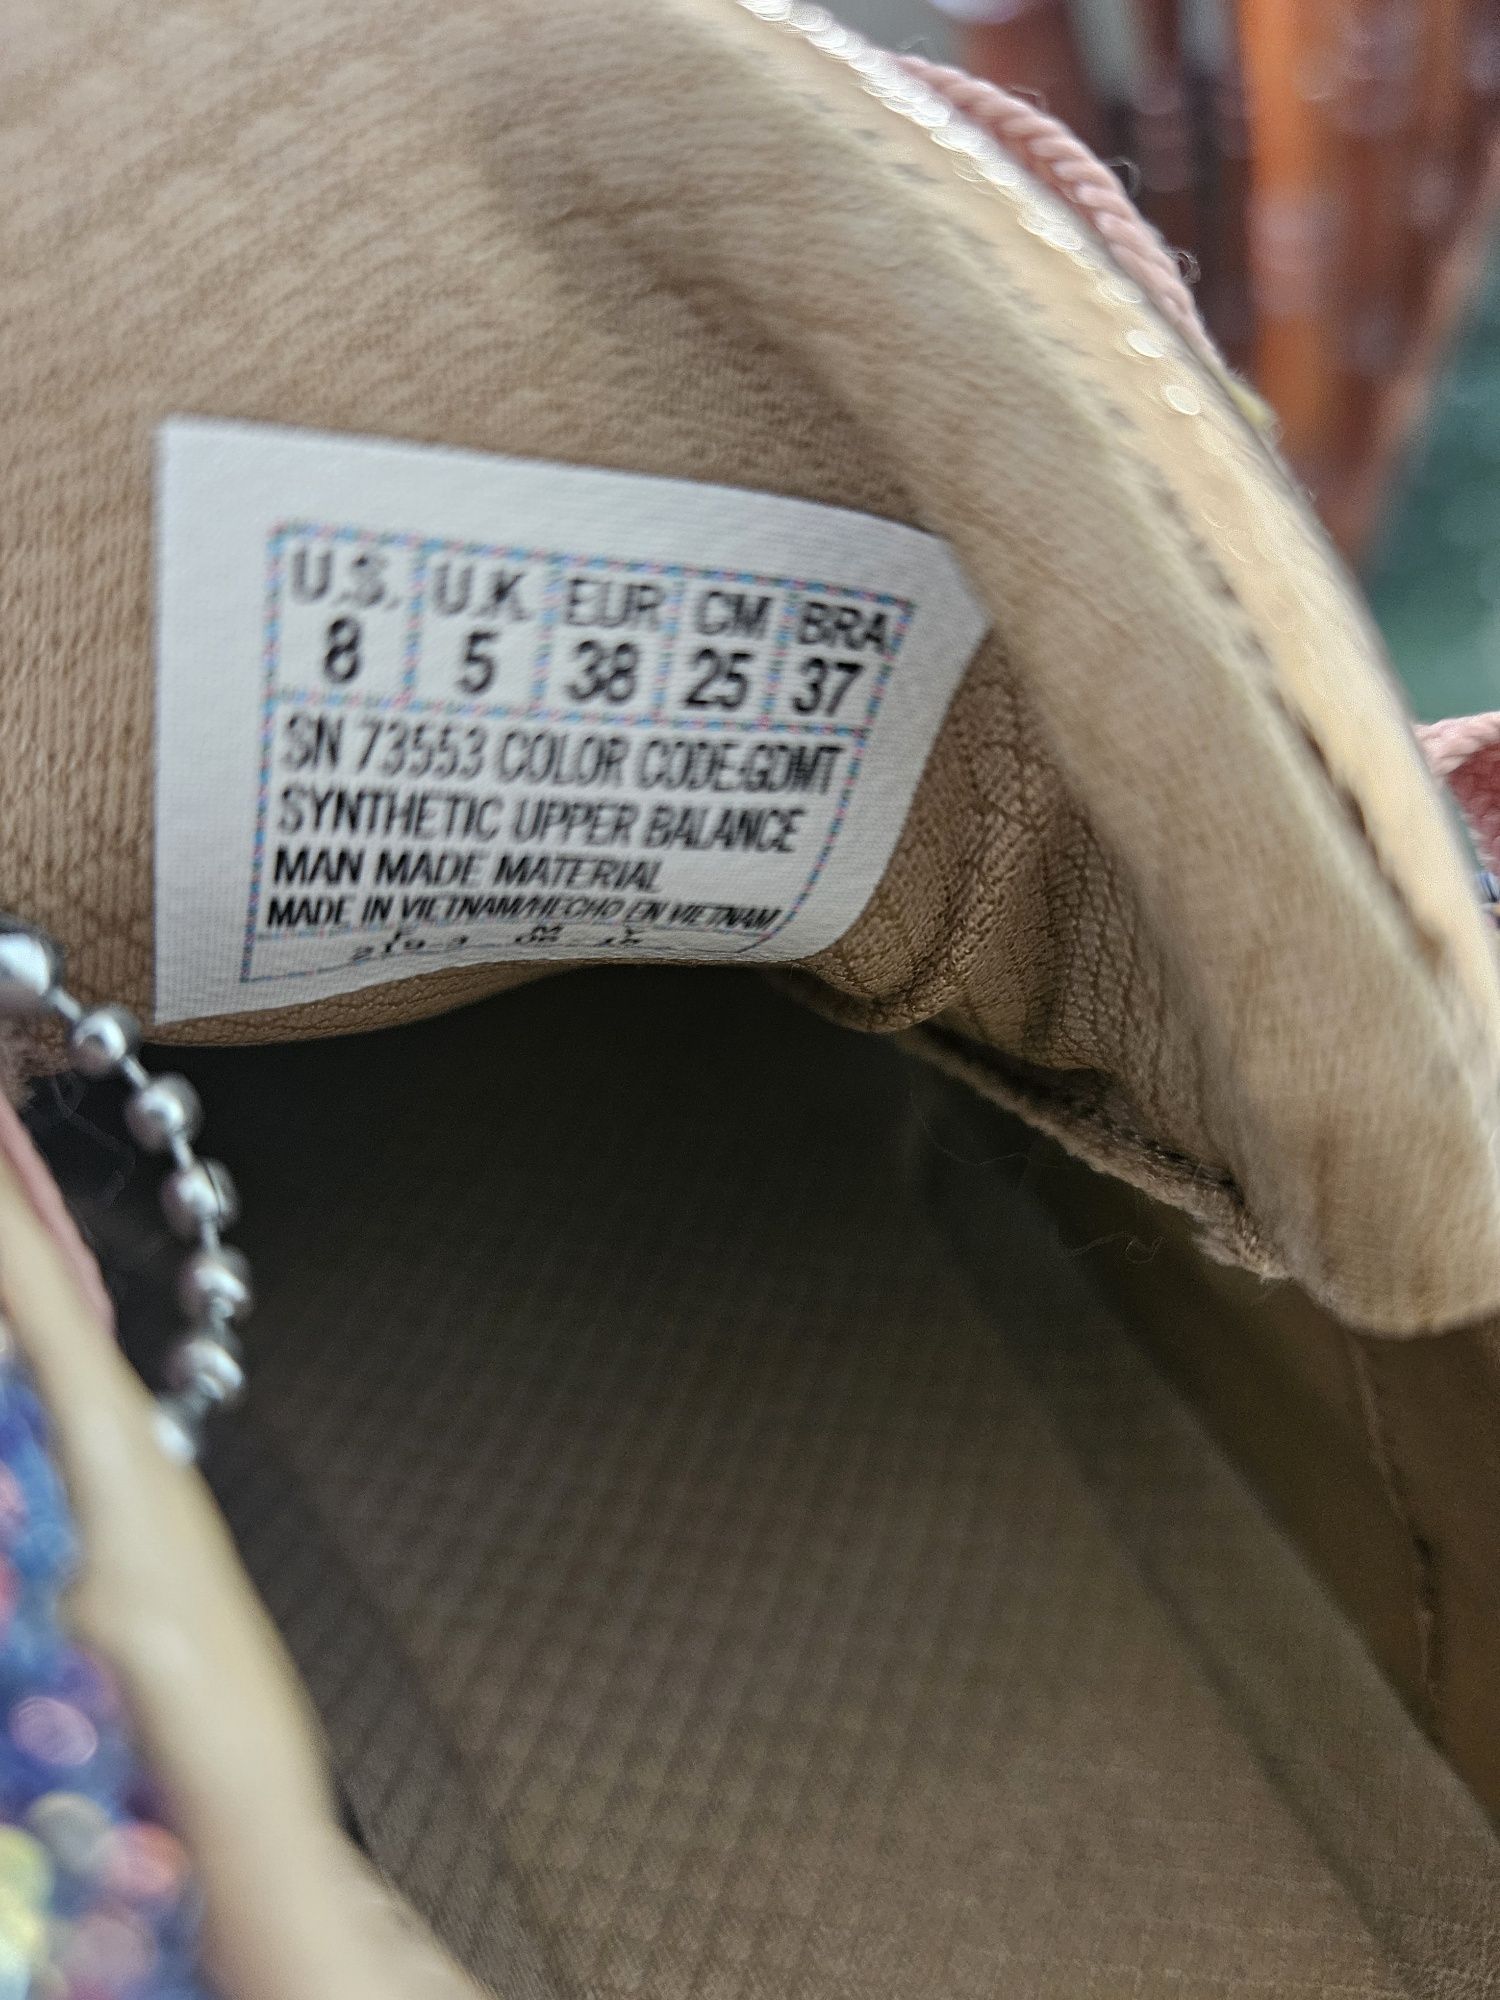 U.S. U.K EUR CM BRA
8 5 38 25 37
SN 73553 COLOR CODE-GDMT
SYNTHETIC UPPER BALANCE
MAN MADE MATERIAL
MADE IN VIETNAM/HECHO EN VIETNAM